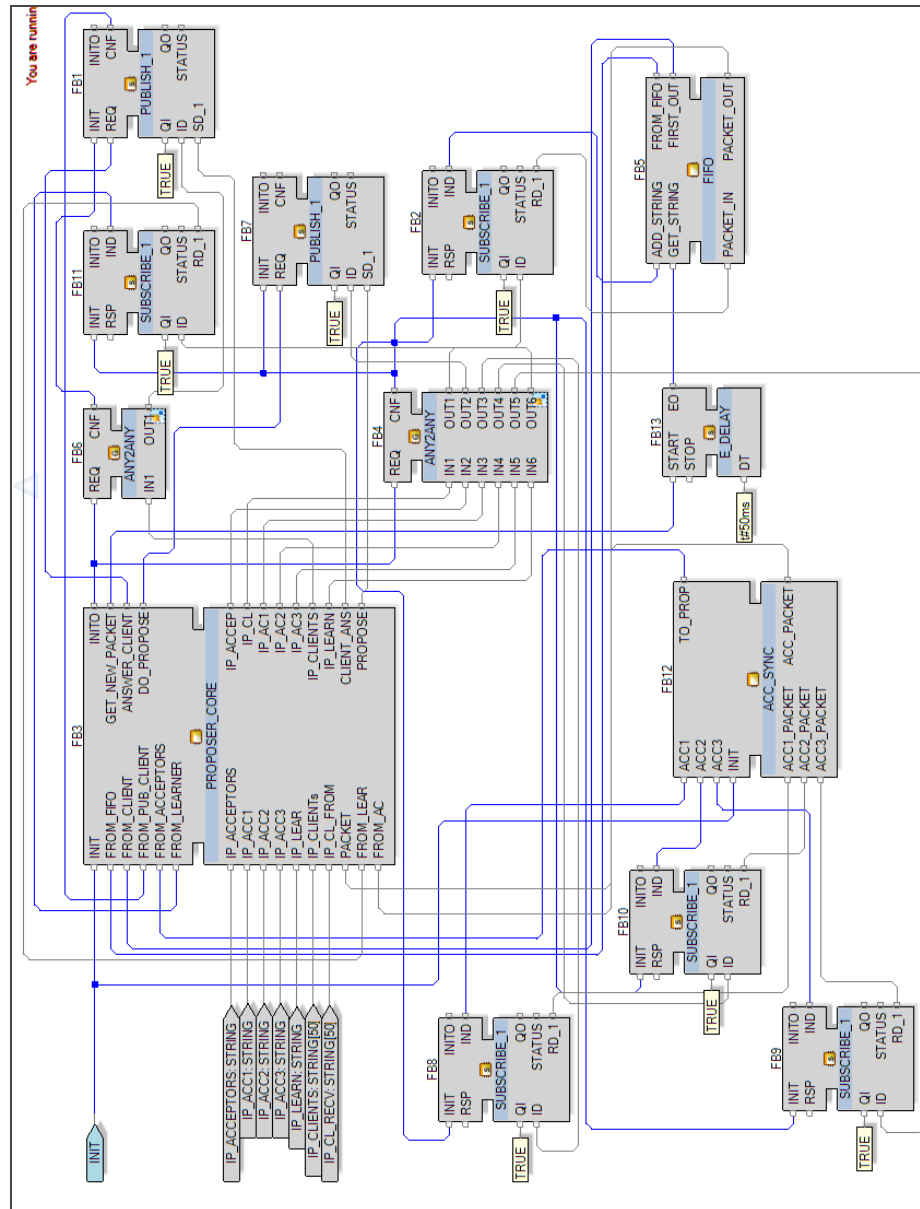 You are runnin
FB1
INIT
REQ
INITO
CNF
PUBLISH_1
QI
ID
SD_1
QO
STATUS
TRUE
FB11
INIT
RSP
INITO
IND
SUBSCRIBE_1
QI
ID
QO
STATUS
RD_1
TRUE
FB7
INIT
REQ
INITO
CNF
PUBLISH_1
QI
ID
SD_1
QO
STATUS
TRUE
FB2
INIT
RSP
INITO
IND
SUBSCRIBE_1
QI
ID
QO
STATUS
RD_1
TRUE
FB5
ADD_STRING
GET_STRING
FROM_FIFO
FIRST_OUT
FIFO
PACKET_IN
PACKET_OUT
FB6
REQ
CNF
ANY2ANY
IN1
OUT1
FB4
REQ
CNF
ANY2ANY
IN1
IN2
IN3
IN4
IN5
IN6
OUT1
OUT2
OUT3
OUT4
OUT5
OUT6
FB13
START
STOP
EO
E_DELAY
DT
t#50ms
FB3
INIT
FROM_FIFO
FROM_CLIENT
FROM_PUB_CLIENT
FROM_ACCEPTORS
FROM_LEARNER
INITO
GET_NEW_PACKET
ANSWER_CLIENT
DO_PROPOSE
PROPOSER_CORE
IP_ACCEPTORS
IP_ACC1
IP_ACC2
IP_ACC3
IP_LEAR
IP_CLIENTs
IP_CL_FROM
PACKET
FROM_LEAR
FROM_AC
IP_ACCEP
IP_CL
IP_AC1
IP_AC2
IP_AC3
IP_CLIENTS
IP_LEARN
CLIENT_ANS
PROPOSE
FB12
ACC1
ACC2
ACC3
INIT
TO_PROP
ACC_SYNC
ACC1_PACKET
ACC2_PACKET
ACC3_PACKET
ACC_PACKET
INIT
IP_ACCEPTORS: STRING
IP_ACC1: STRING
IP_ACC2: STRING
IP_ACC3: STRING
IP_LEARN: STRING
IP_CLIENTS: STRING[50]
IP_CL_RECV: STRING[50]
FB8
INIT
RSP
INITO
IND
SUBSCRIBE_1
QI
ID
QO
STATUS
RD_1
TRUE
FB10
INIT
RSP
INITO
IND
SUBSCRIBE_1
QI
ID
QO
STATUS
RD_1
TRUE
FB9
INIT
RSP
INITO
IND
SUBSCRIBE_1
QI
ID
QO
STATUS
RD_1
TRUE